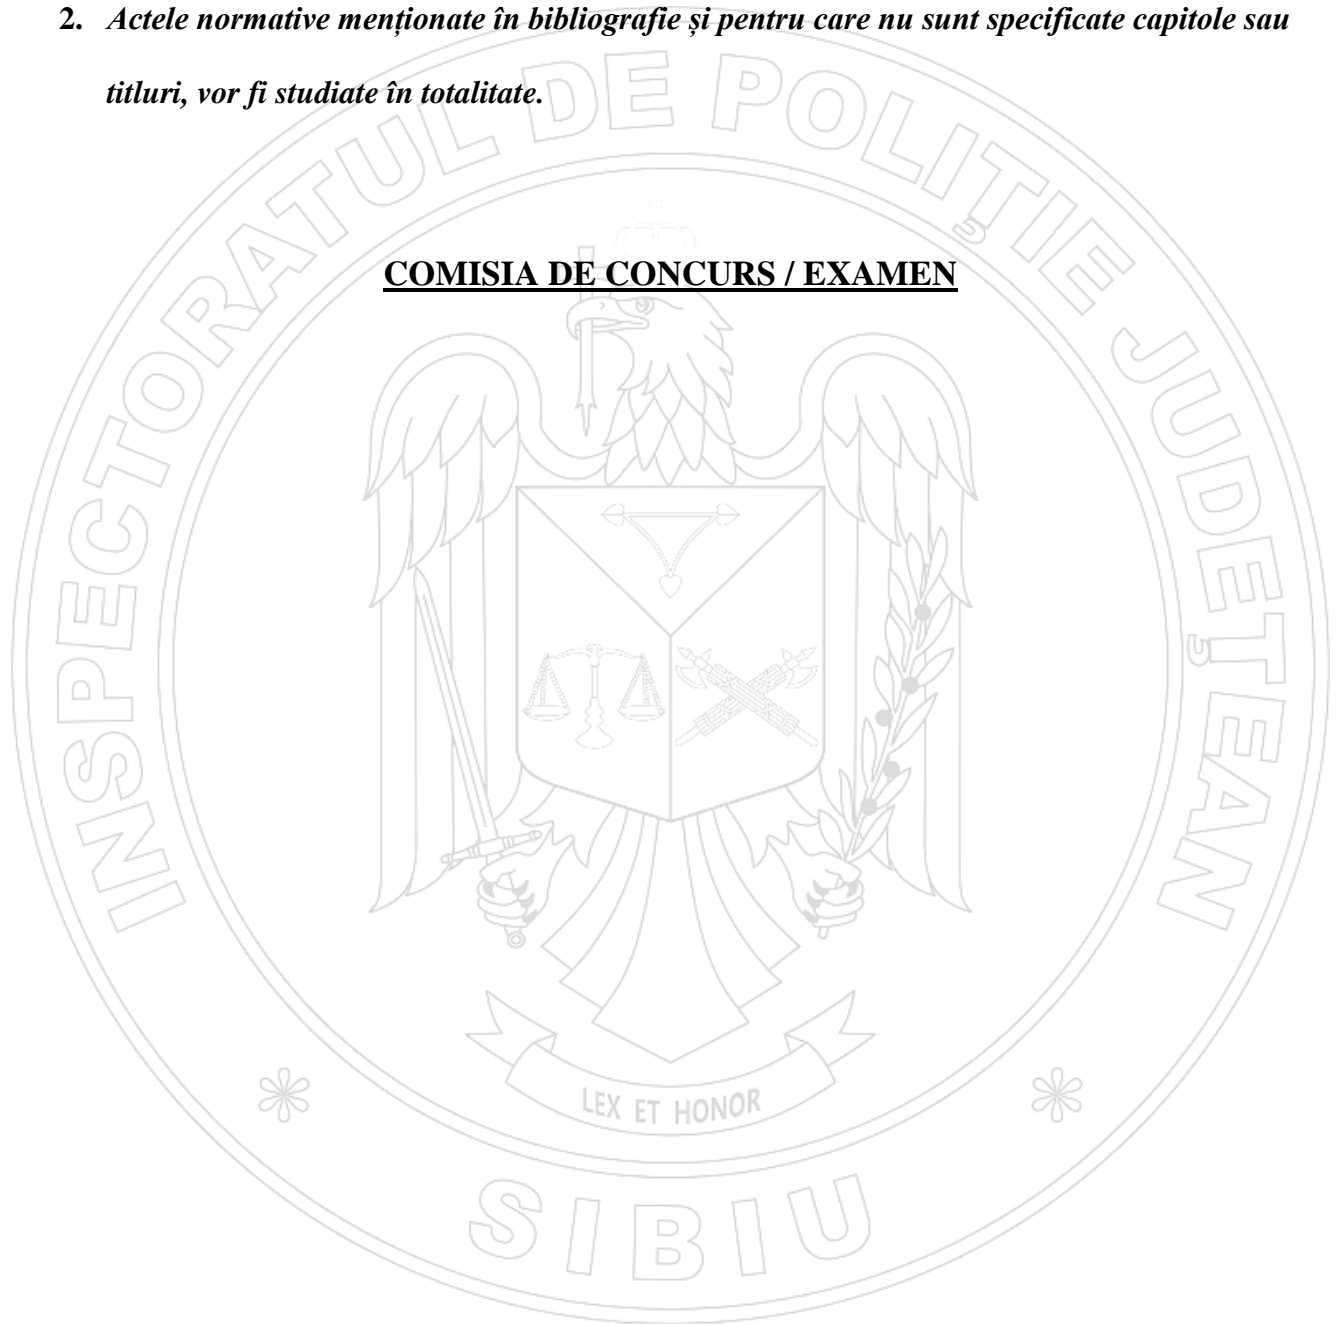 2. Actele normative menționate în bibliografie și pentru care nu sunt specificate capitole sau
titluri, vor fi studiate în totalitate.
COMISIA DE CONCURS / EXAMEN
INSPECTORATUL DE POLIȚIE JUDEȚEAN
LEX ET HONOR
SIBIU